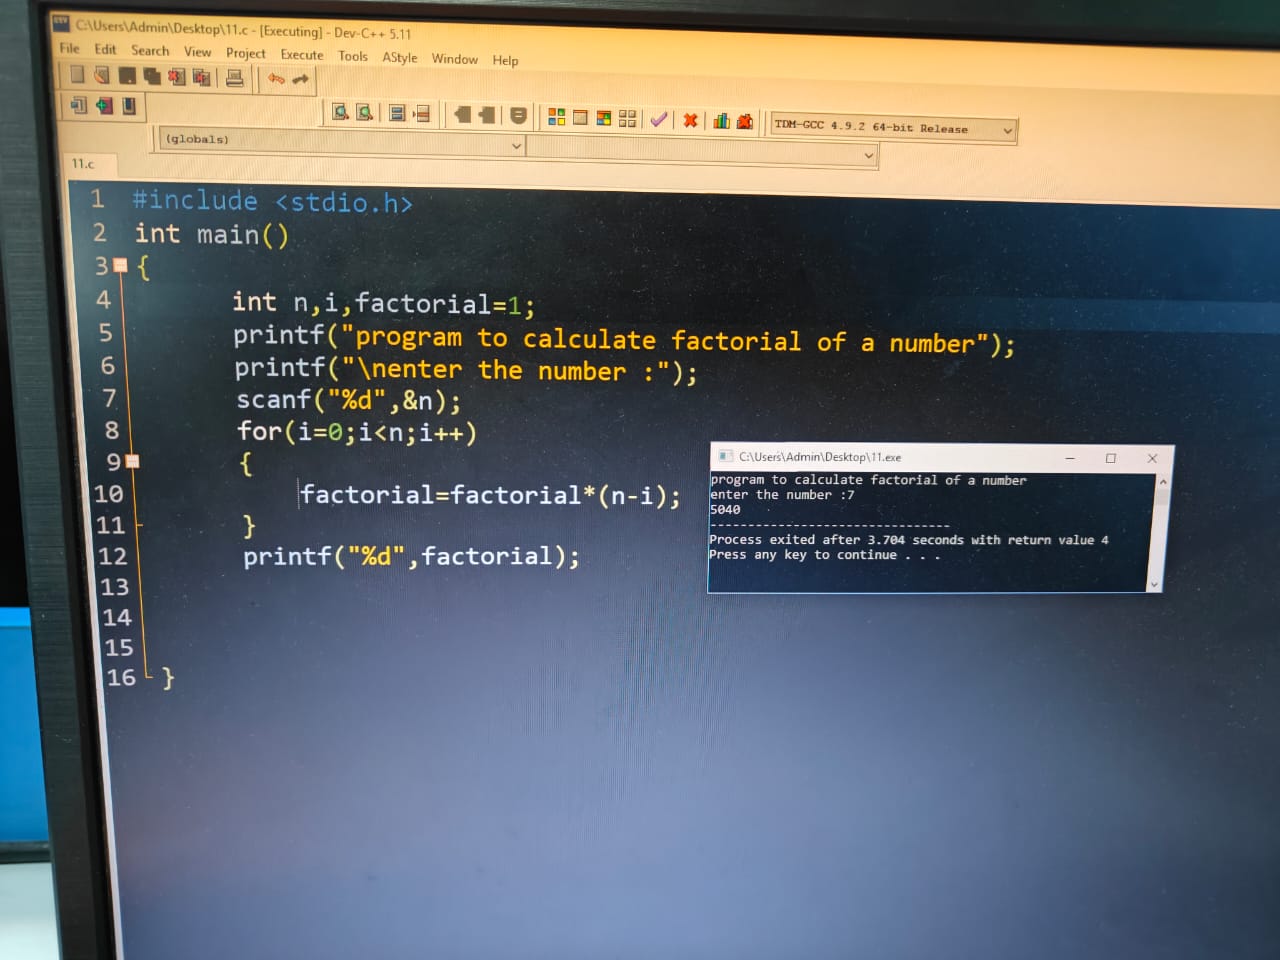 C:\Users\Admin\Desktop\11.c - [Executing] - Dev-C++ 5.11
File Edit Search View Project Execute Tools AStyle Window Help
TDM-GCC 4.9.2 64-bit Release
(globals)
11.c
1 #include <stdio.h>
2 int main()
3 {
4 int n,i,factorial=1;
5 printf("program to calculate factorial of a number");
6 printf("\nenter the number :");
7 scanf("%d",&n);
8 for(i=0;i<n;i++)
9 {
10 factorial=factorial*(n-i);
11 }
12 printf("%d",factorial);
13
14
15
16 }
C:\Users\Admin\Desktop\11.exe
program to calculate factorial of a number
enter the number :7
5040
--------------------------------
Process exited after 3.704 seconds with return value 4
Press any key to continue . . .